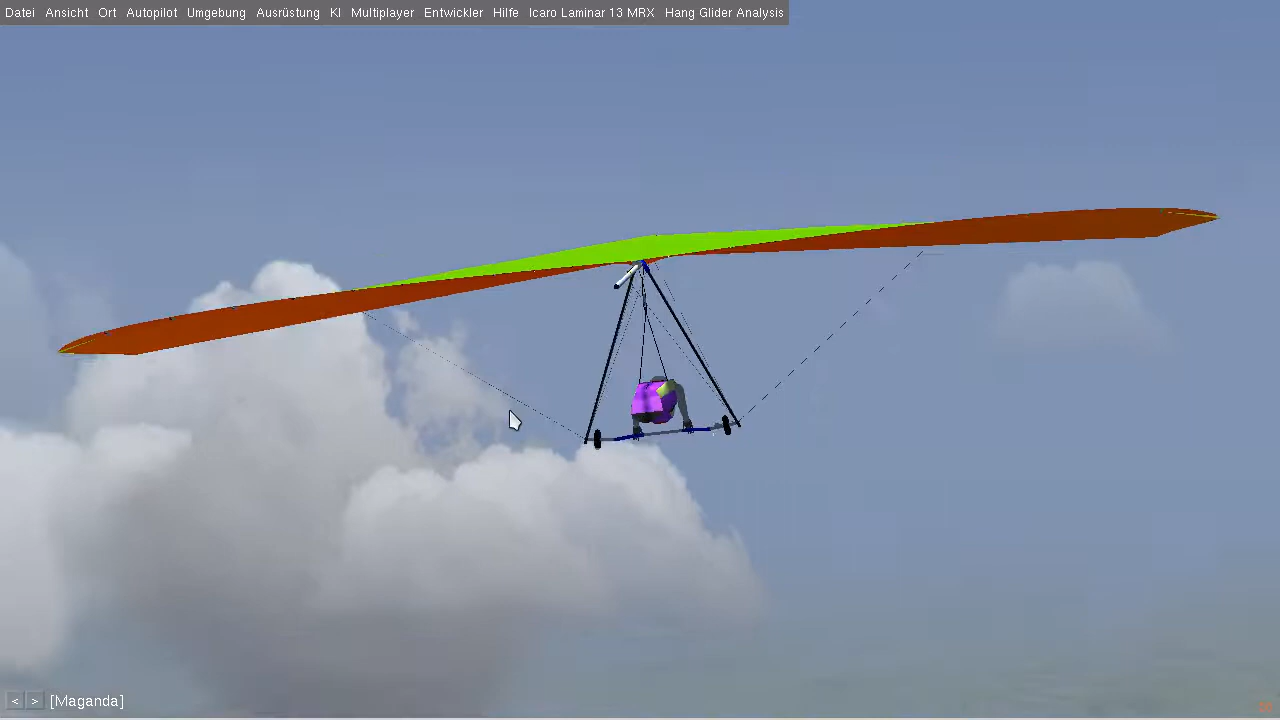 Datei Ansicht Ort Autopilot Umgebung Ausrüstung KI Multiplayer Entwickler Hilfe Icaro Laminar 13 MRX Hang Glider Analysis
< > [Maganda]